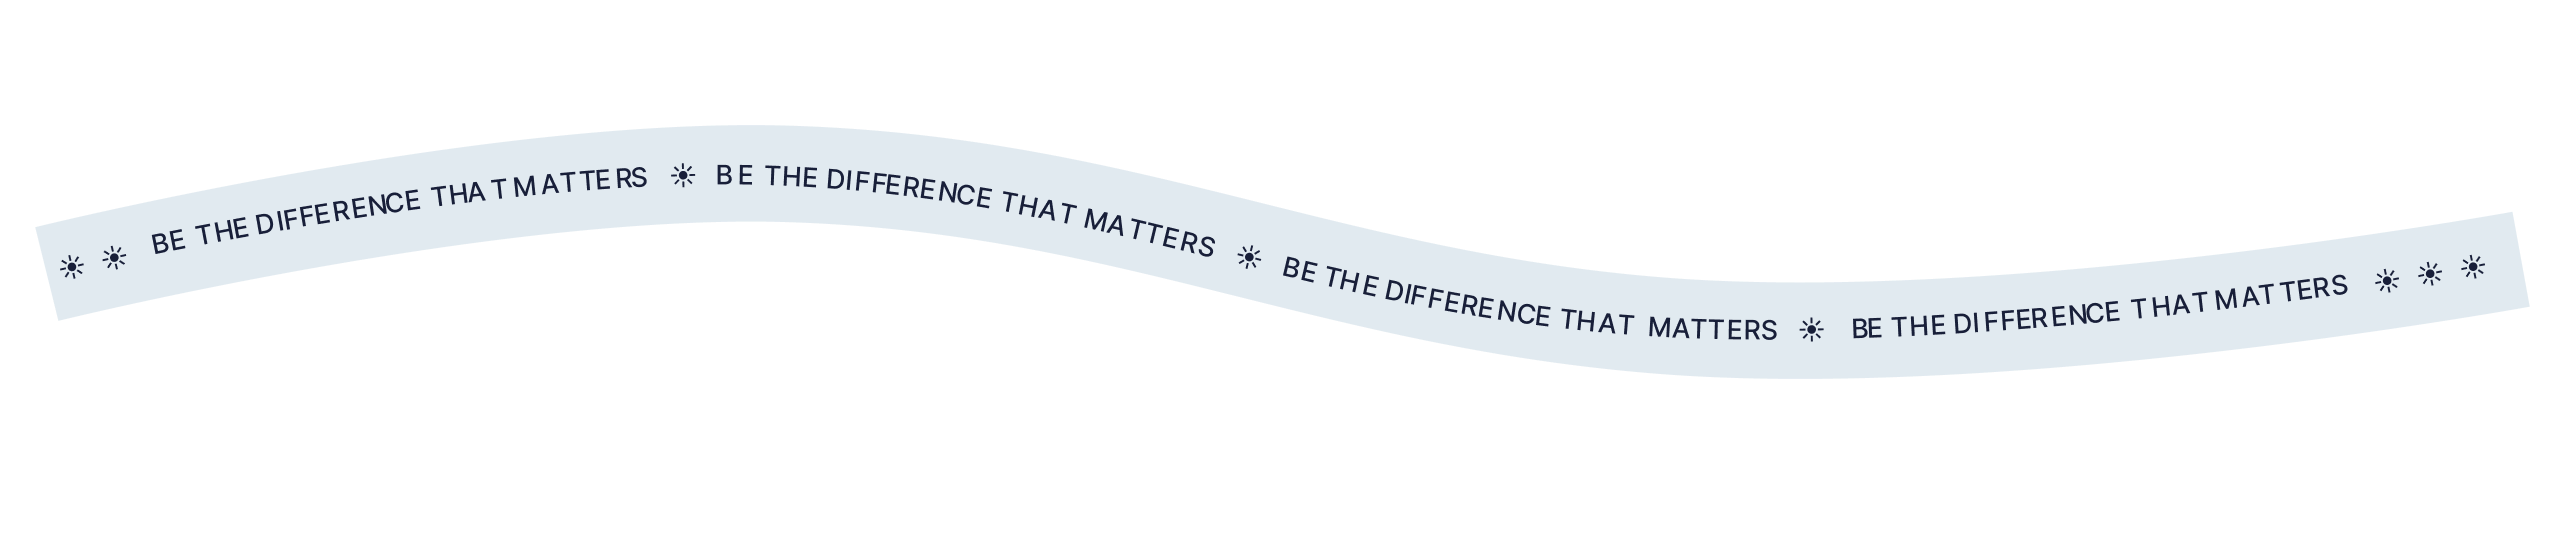 ☀ ☀ BE THE DIFFERENCE THAT MATTERS ☀ BE THE DIFFERENCE THAT MATTERS ☀ BE THE DIFFERENCE THAT MATTERS ☀ BE THE DIFFERENCE THAT MATTERS ☀ ☀ ☀